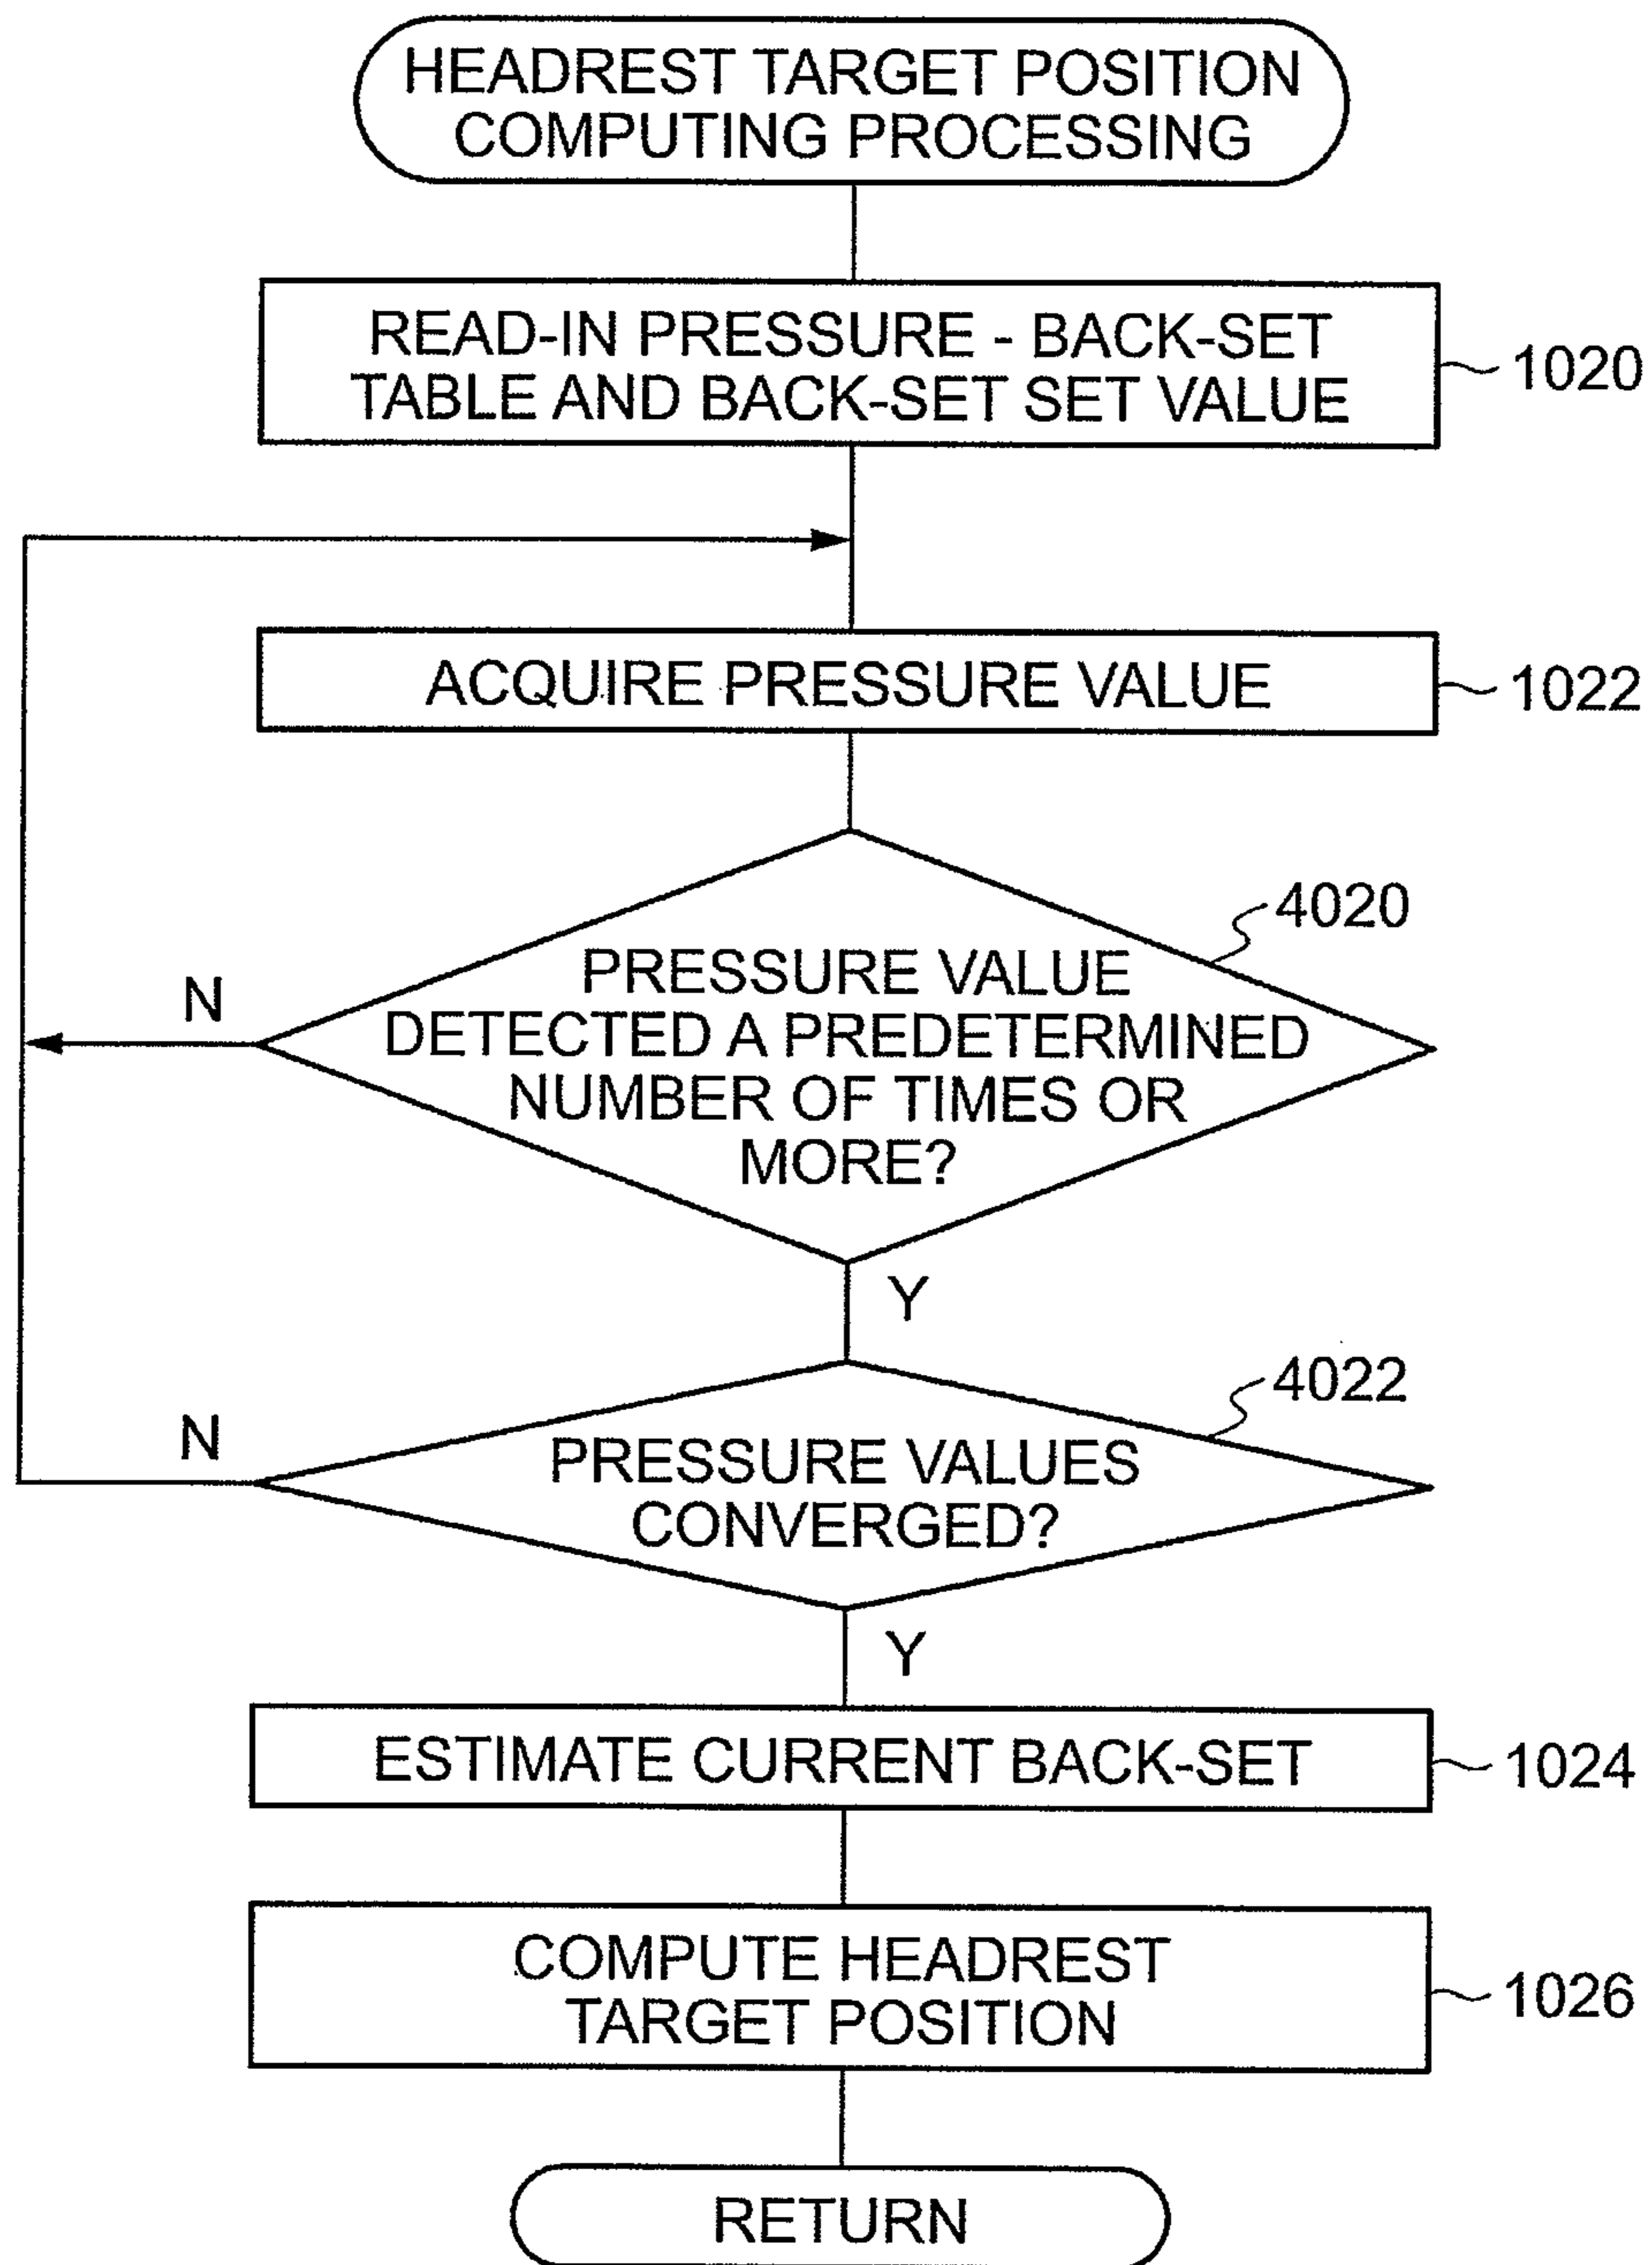 HEADREST TARGET POSITION
COMPUTING PROCESSING
READ-IN PRESSURE - BACK-SET
TABLE AND BACK-SET SET VALUE
1020
ACQUIRE PRESSURE VALUE
1022
4020
PRESSURE VALUE
DETECTED A PREDETERMINED
NUMBER OF TIMES OR
MORE?
N
Y
4022
PRESSURE VALUES
CONVERGED?
N
Y
ESTIMATE CURRENT BACK-SET
1024
COMPUTE HEADREST
TARGET POSITION
1026
RETURN